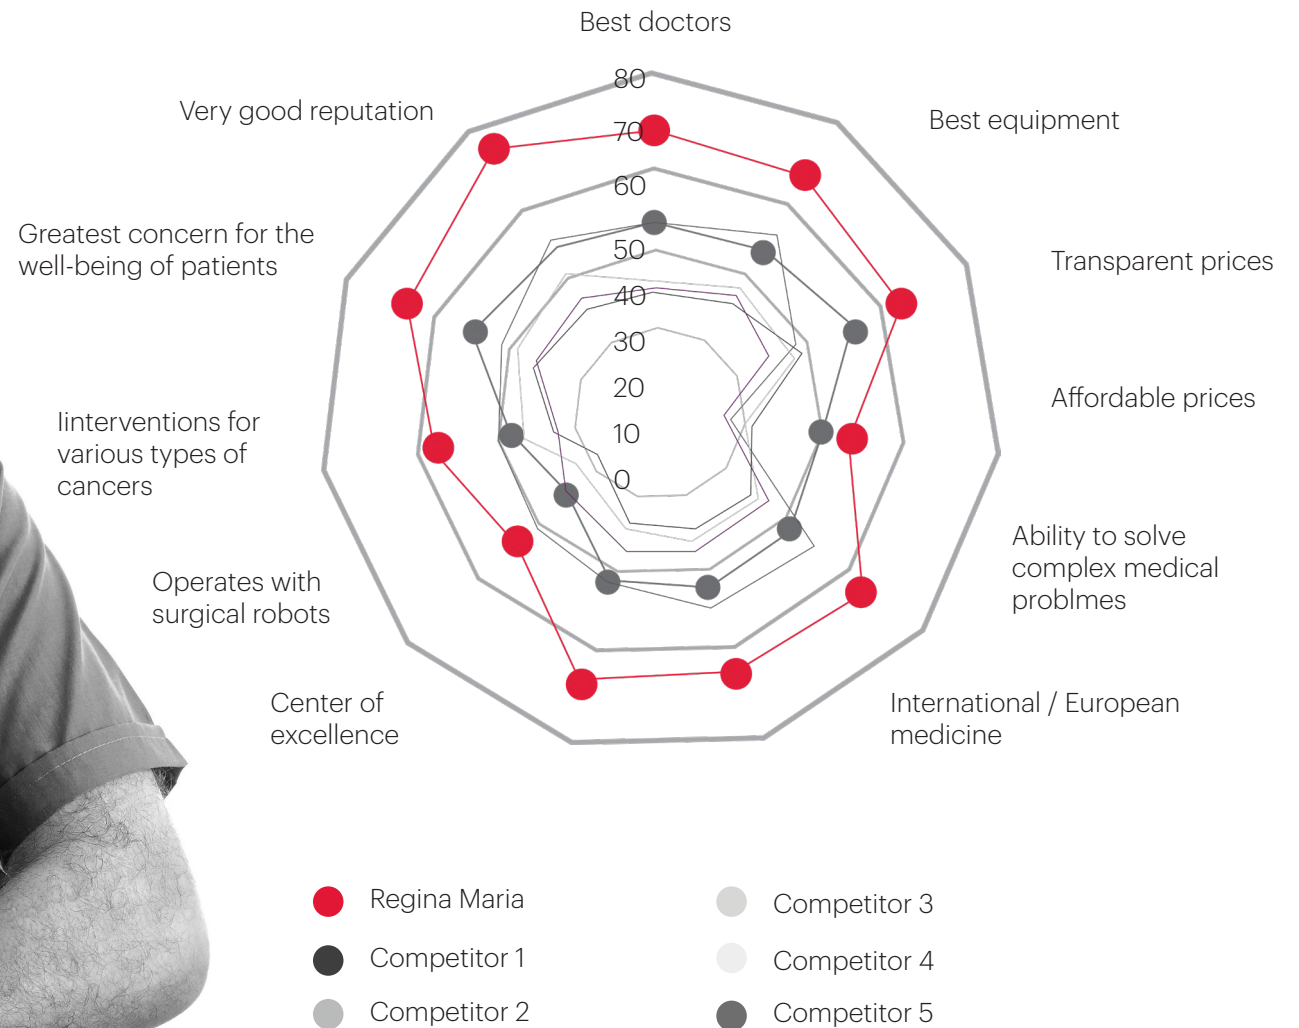 Best doctors
80
Very good reputation
Best equipment
70
60
Greatest concern for the
well-being of patients
50
Transparent prices
40
30
20
Affordable prices
Iinterventions for
various types of
cancers
10
0
Ability to solve
complex medical
problmes
Operates with
surgical robots
Center of
excellence
International / European
medicine
Regina Maria
Competitor 1
Competitor 2
Competitor 3
Competitor 4
Competitor 5